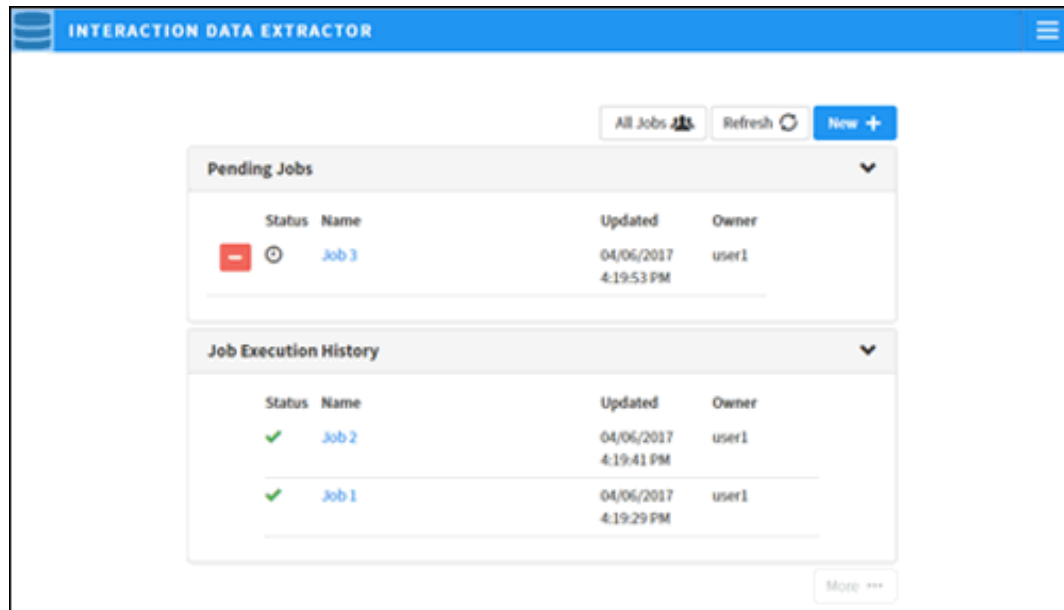 INTERACTION DATA EXTRACTOR
All Jobs Refresh New
Pending Jobs
Status Name Updated Owner
Job 3 04/06/2017 user1
4:19:53 PM
Job Execution History
Status Name Updated Owner
Job 2 04/06/2017 user1
4:19:41 PM
Job 1 04/06/2017 user1
4:19:29 PM
More •••